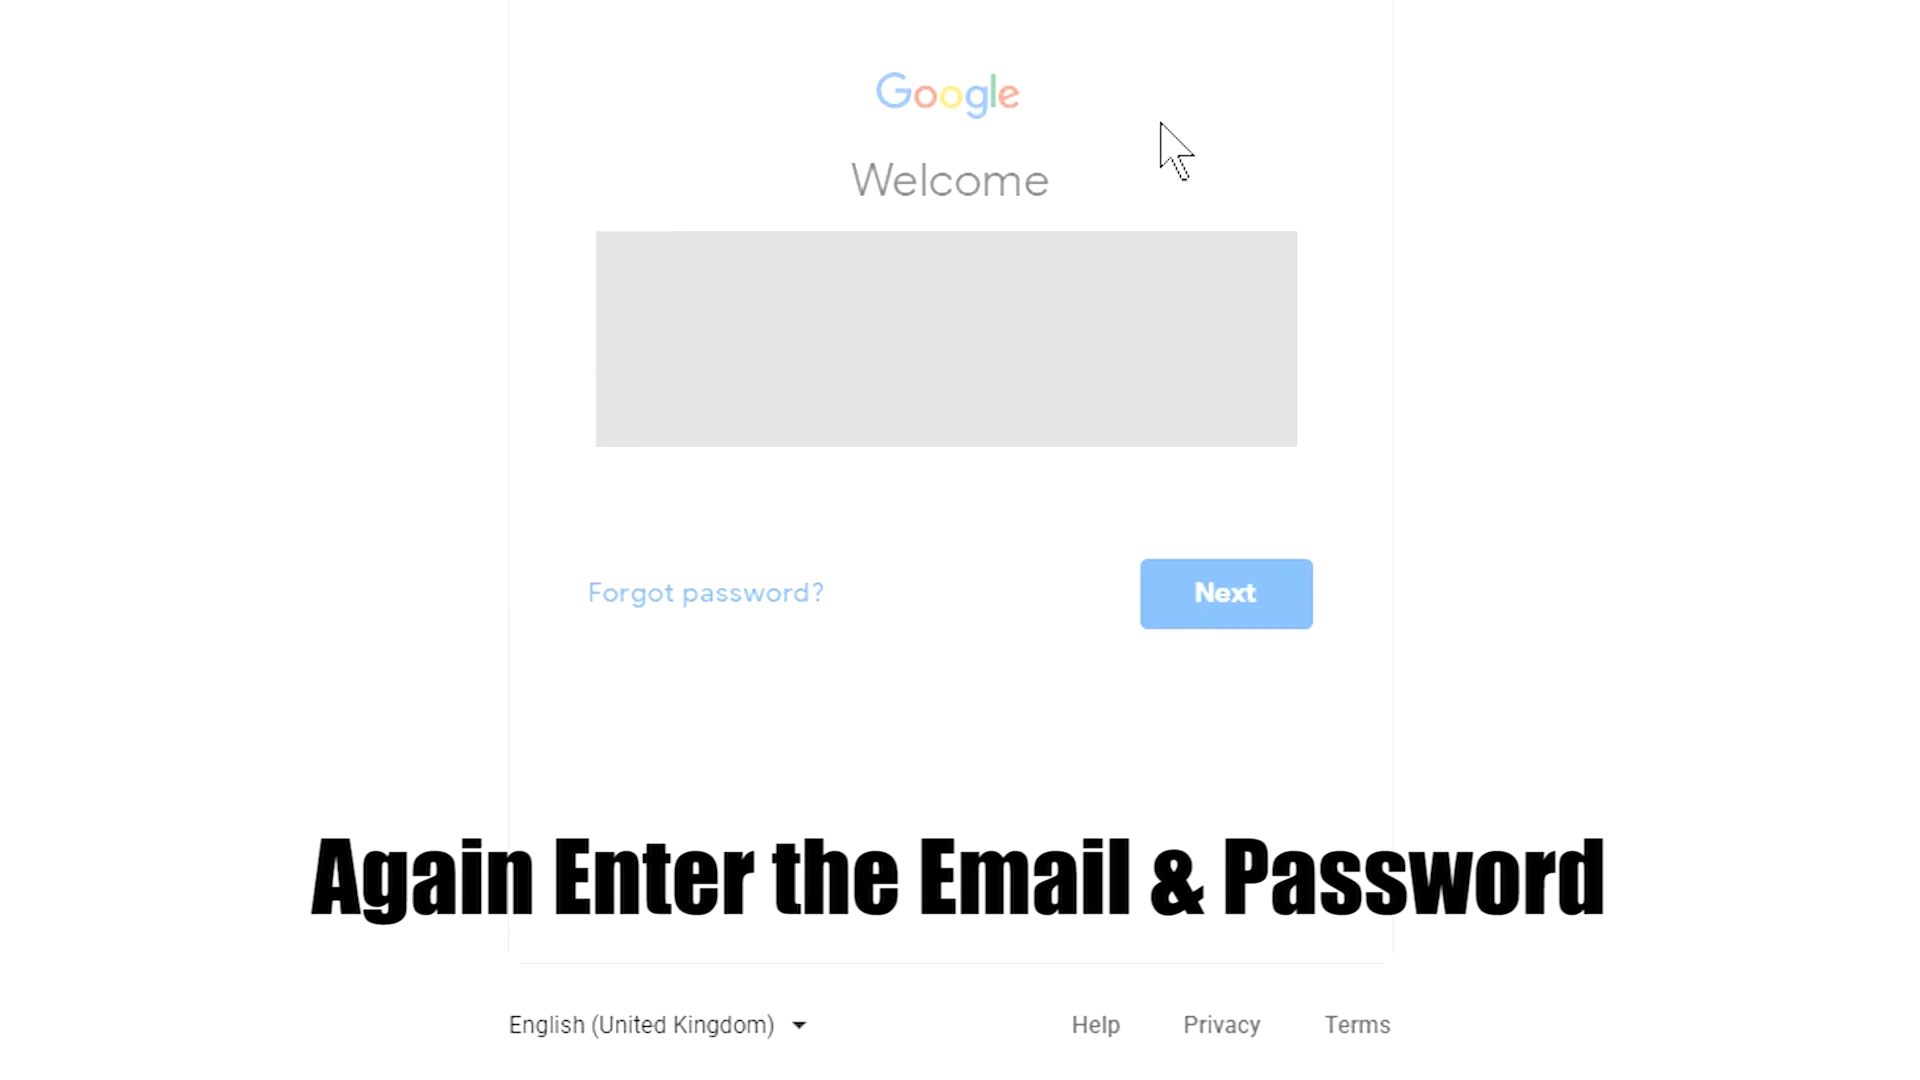 Google
Welcome
Forgot password?
Next
Again Enter the Email & Password
English (United Kingdom)
Help Privacy Terms